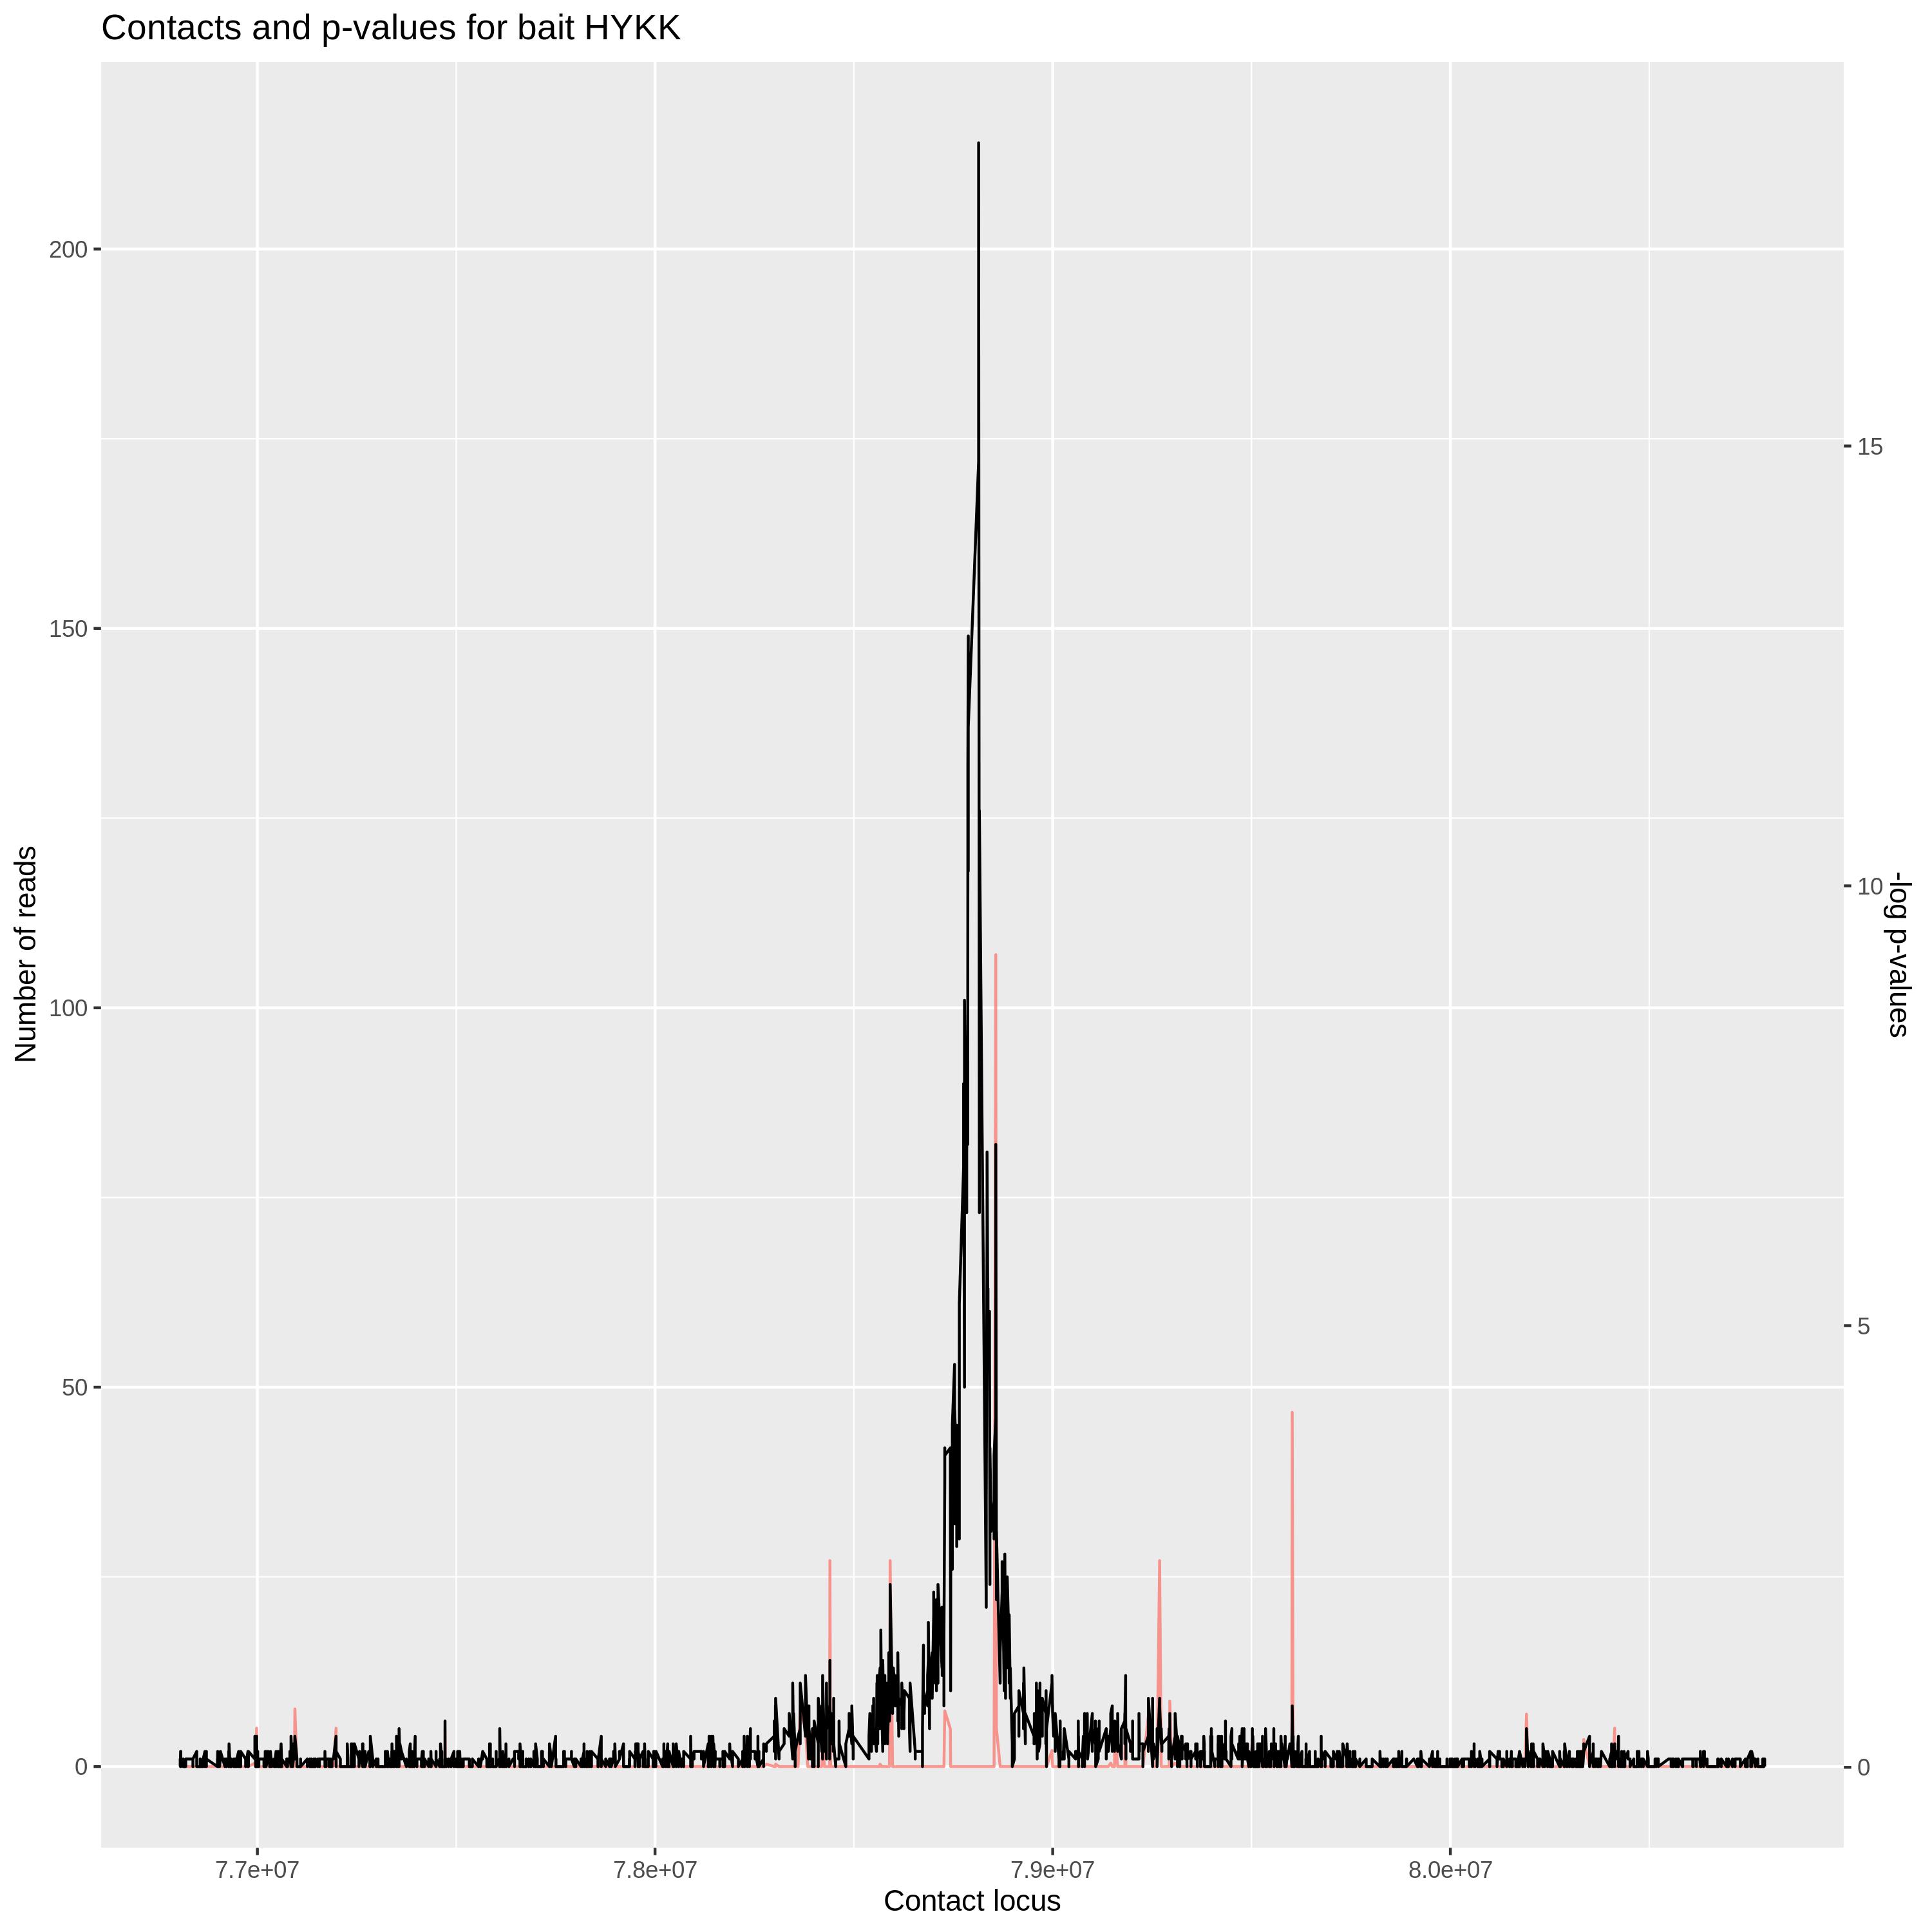 Contacts and p-values for bait HYKK
200
150
100
50
0
Number of reads
15
10
5
0
-log p-values
7.7e+07 7.8e+07 7.9e+07 8.0e+07
Contact locus